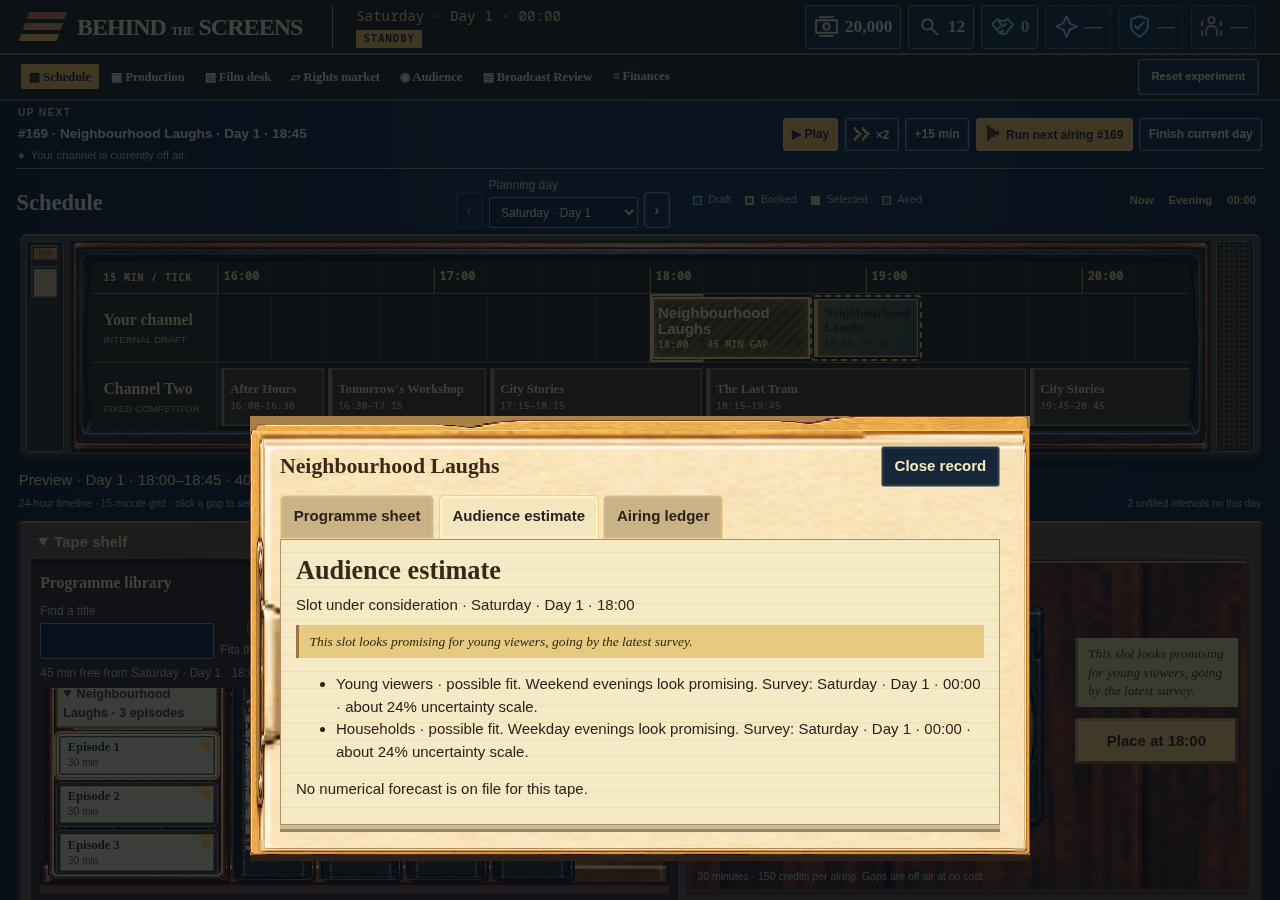 BEHIND THE SCREENS
Saturday · Day 1 · 00:00
STANDBY
20,000
12
0
—
—
—
Schedule
Production
Film desk
Rights market
Audience
Broadcast Review
Finances
Reset experiment
UP NEXT
#169 · Neighbourhood Laughs · Day 1 · 18:45
Your channel is currently off air.
Play
×2
+15 min
Run next airing #169
Finish current day
Schedule
Planning day
‹
Saturday · Day 1
›
Draft
Booked
Selected
Aired
Now
Evening
00:00
15 MIN / TICK
16:00
17:00
18:00
19:00
20:00
Your channel
INTERNAL DRAFT
Neighbourhood
Laughs
18:00 · 45 MIN GAP
Neighbourhood
Laughs
18:45–19:15
Channel Two
FIXED COMPETITOR
After Hours
16:00–16:30
Tomorrow's Workshop
16:30–17:15
City Stories
17:15–18:15
The Last Tram
18:15–19:45
City Stories
19:45–20:45
Preview · Day 1 · 18:00–18:45 · 
24-hour timeline · 15-minute grid · click a gap to
2 unfilled intervals on this day
Tape shelf
Programme library
Find a title
Fits
45 min free from Saturday · Day 1 ·
Neighbourhood
Laughs · 3 episodes
Episode 1
30 min
Episode 2
30 min
Episode 3
30 min
Neighbourhood Laughs
Close record
Programme sheet
Audience estimate
Airing ledger
Audience estimate
Slot under consideration · Saturday · Day 1 · 18:00
This slot looks promising for young viewers, going by the latest survey.
• Young viewers · possible fit. Weekend evenings look promising. Survey: Saturday · Day 1 · 00:00
· about 24% uncertainty scale.
• Households · possible fit. Weekday evenings look promising. Survey: Saturday · Day 1 · 00:00 ·
about 24% uncertainty scale.
No numerical forecast is on file for this tape.
This slot looks promising
for young viewers, going
by the latest survey.
Place at 18:00
30 minutes · 150 credits per airing. Gaps are off air at no cost.